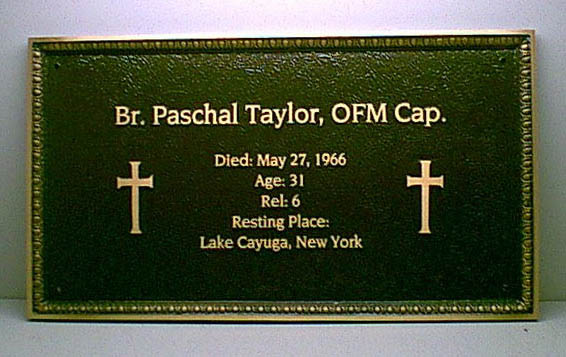 Br. Paschal Taylor, OFM Cap.
Died: May 27, 1966
Age: 31
Rel: 6
Resting Place:
Lake Cayuga, New York